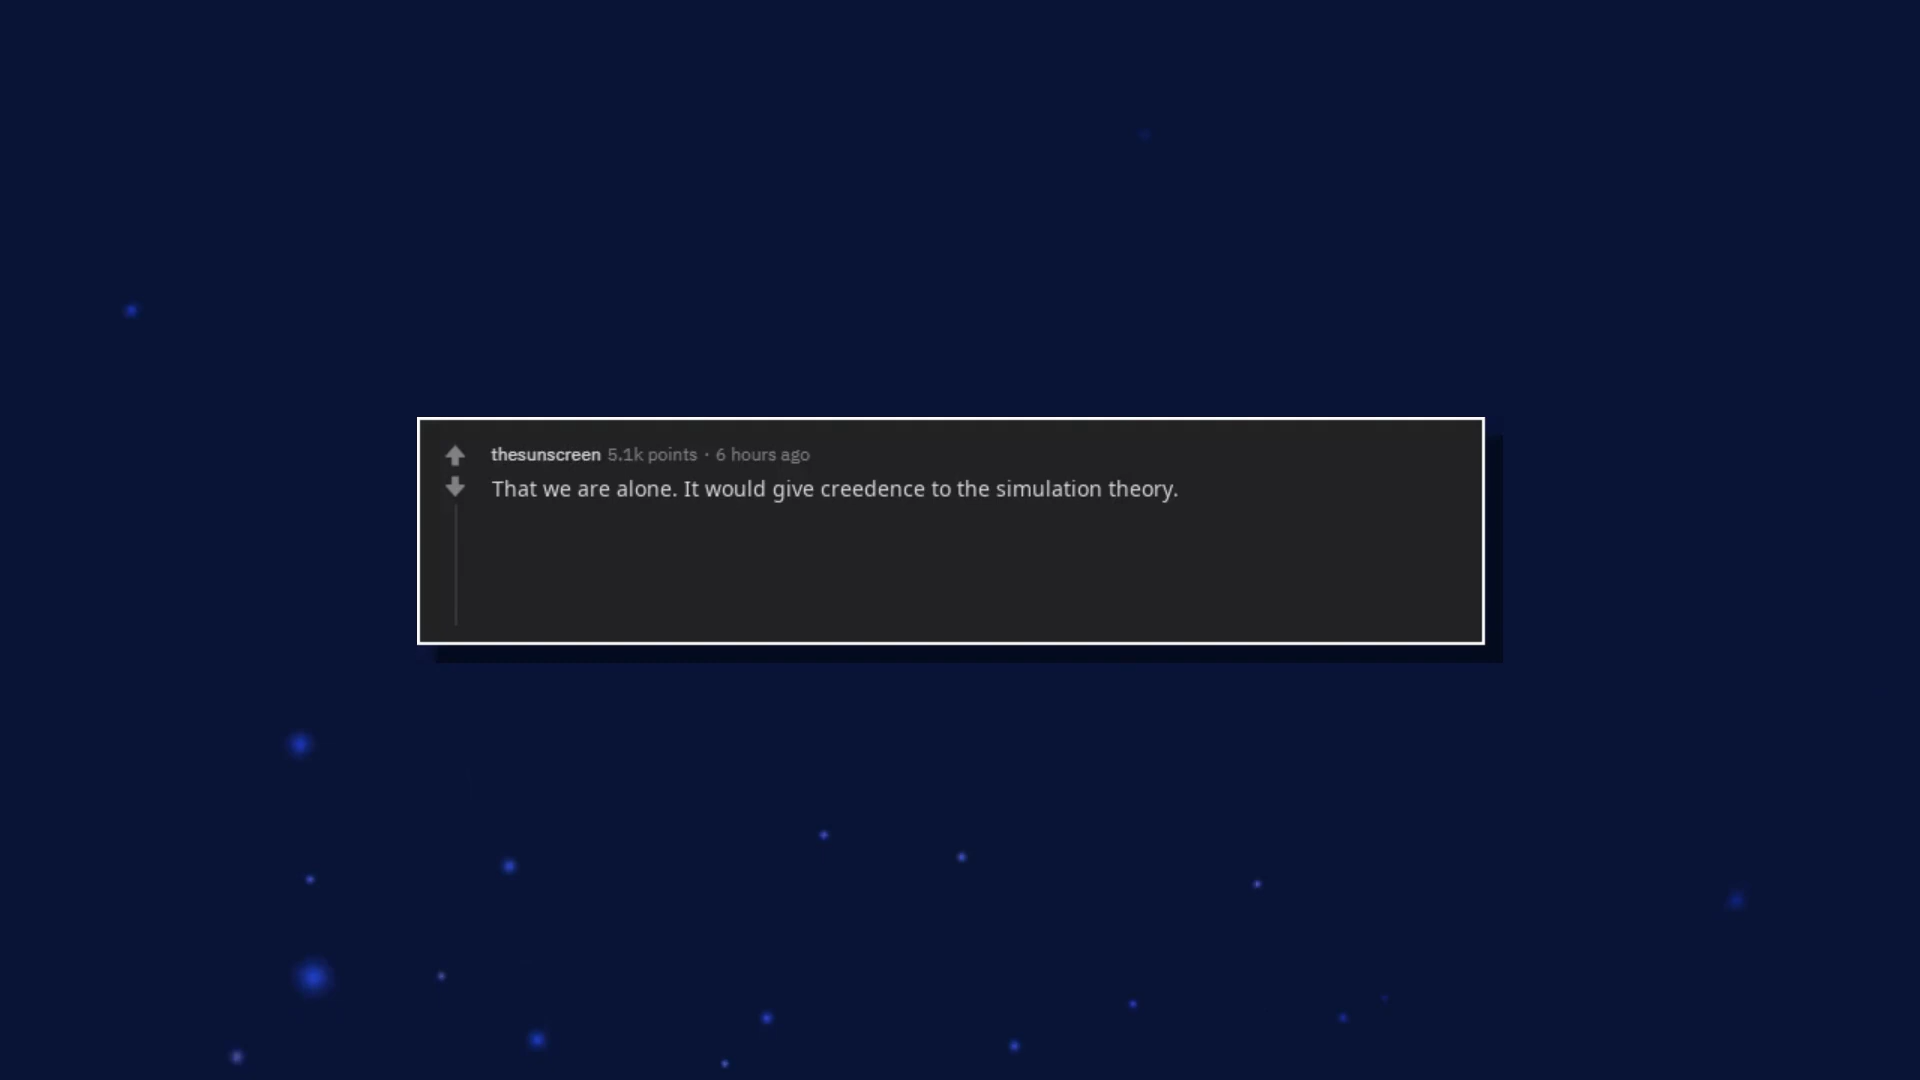 thesunscreen 5.1k points · 6 hours ago
That we are alone. It would give creedence to the simulation theory.